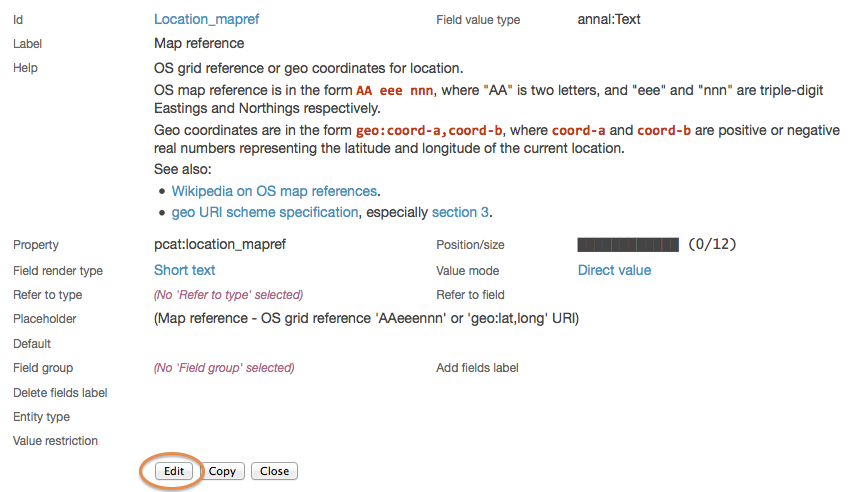 Id Location_mapref Field value type annal:Text
Label Map reference
Help OS grid reference or geo coordinates for location.
OS map reference is in the form AA eee nnn, where "AA" is two letters, and "eee" and "nnn" are triple-digit
Eastings and Northings respectively.
Geo coordinates are in the form geo:coord-a,coord-b, where coord-a and coord-b are positive or negative
real numbers representing the latitude and longitude of the current location.
See also:
• Wikipedia on OS map references.
• geo URI scheme specification, especially section 3.
Property pcat:location_mapref Position/size ████████████ (0/12)
Field render type Short text Value mode Direct value
Refer to type (No 'Refer to type' selected) Refer to field
Placeholder (Map reference - OS grid reference 'AAeeennn' or 'geo:lat,long' URI)
Default
Field group (No 'Field group' selected) Add fields label
Delete fields label
Entity type
Value restriction
Edit Copy Close